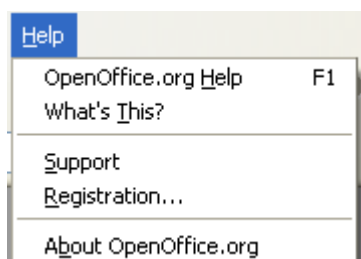 Help
OpenOffice.org Help F1
What's This?
Support
Registration...
About OpenOffice.org